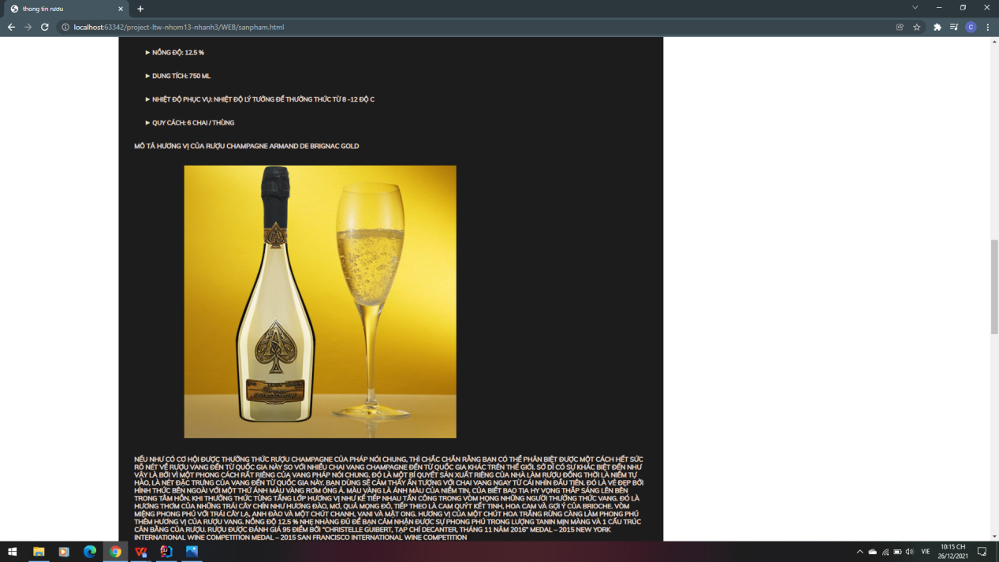 thong tin rượu
localhost:63342/project-ltw-nhom13-nhanh3/WEB/sanpham.html
C
► NỒNG ĐỘ: 12.5 %
► DUNG TÍCH: 750 ML
► NHIỆT ĐỘ PHỤC VỤ: NHIỆT ĐỘ LÝ TƯỞNG ĐỂ THƯỞNG THỨC TỪ 8 -12 ĐỘ C
► QUY CÁCH: 6 CHAI / THÙNG
MÔ TẢ HƯƠNG VỊ CỦA RƯỢU CHAMPAGNE ARMAND DE BRIGNAC GOLD
NẾU NHƯ CÓ CƠ HỘI ĐƯỢC THƯỞNG THỨC RƯỢU CHAMPAGNE CỦA PHÁP NÓI CHUNG, THÌ CHẮC CHẮN RẰNG BẠN CÓ THỂ PHÂN BIỆT ĐƯỢC MỘT CÁCH HẾT SỨC
RÕ NÉT VỀ RƯỢU VANG ĐẾN TỪ QUỐC GIA NÀY SO VỚI NHIỀU CHAI VANG CHAMPAGNE ĐẾN TỪ QUỐC GIA KHÁC TRÊN THẾ GIỚI. SỞ DĨ CÓ SỰ KHÁC BIỆT ĐẾN NHƯ
VẬY LÀ BỞI VÌ MỘT PHONG CÁCH RẤT RIÊNG CỦA VANG PHÁP NÓI CHUNG. ĐÓ LÀ MỘT BÍ QUYẾT SẢN XUẤT RIÊNG CỦA NHÀ LÀM RƯỢU ĐỒNG THỜI LÀ NIỀM TỰ
HÀO, LÀ NÉT ĐẶC TRƯNG CỦA VANG ĐẾN TỪ QUỐC GIA NÀY. BẠN DÙNG SẼ CẢM THẤY ẤN TƯỢNG VỚI CHAI VANG NGAY TỪ CÁI NHÌN ĐẦU TIÊN. ĐÓ LÀ VẺ ĐẸP BỞI
HÌNH THỨC BÊN NGOÀI VỚI MỘT THỨ ÁNH MÀU VÀNG RƠM ÓNG Ả. MÀU VÀNG LÀ ÁNH MÀU CỦA NIỀM TIN, CỦA BIẾT BAO TIA HY VỌNG THẮP SÁNG LÊN BÊN
TRONG TÂM HỒN. KHI THƯỞNG THỨC TỪNG TẦNG LỚP HƯƠNG VỊ NHƯ KẾ TIẾP NHAU TẤN CÔNG TRONG VÒM HỌNG NHỮNG NGƯỜI THƯỞNG THỨC VANG. ĐÓ LÀ
HƯƠNG THƠM CỦA NHỮNG TRÁI CÂY CHÍN NHƯ HƯƠNG ĐÀO, MƠ, QUẢ MỌNG ĐỎ, TIẾP THEO LÀ CAM QUÝT KẾT TINH, HOA CAM VÀ GỢI Ý CỦA BRIOCHE. VÒM
MIỆNG PHONG PHÚ VỚI TRÁI CÂY LẠ, ANH ĐÀO VÀ MỘT CHÚT CHANH, VANI VÀ MẬT ONG. HƯƠNG VỊ CỦA MỘT CHÚT HOA TRẮNG RỪNG CÀNG LÀM PHONG PHÚ
THÊM HƯƠNG VỊ CỦA RƯỢU VANG. NỒNG ĐỘ 12.5 % NHẸ NHÀNG ĐỦ ĐỂ BẠN CẢM NHẬN ĐƯỢC SỰ PHONG PHÚ TRONG LƯỢNG TANIN MỊN MÀNG VÀ 1 CẤU TRÚC
CÂN BẰNG CỦA RƯỢU. RƯỢU ĐƯỢC ĐÁNH GIÁ 95 ĐIỂM BỞI "CHRISTELLE GUIBERT, TẠP CHÍ DECANTER, THÁNG 11 NĂM 2016" MEDAL – 2015 NEW YORK
INTERNATIONAL WINE COMPETITION MEDAL – 2015 SAN FRANCISCO INTERNATIONAL WINE COMPETITION
VIE
10:15 CH
26/12/2021